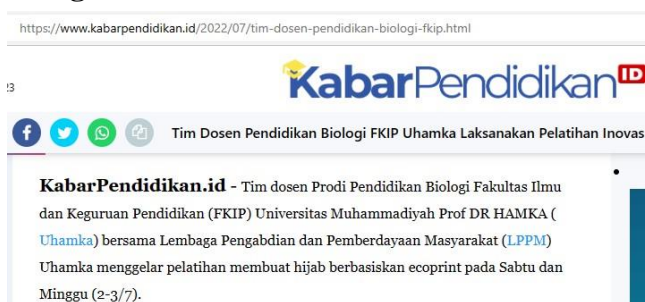 https://www.kabarpendidikan.id/2022/07/tim-dosen-pendidikan-biologi-fkip.html
23
KabarPendidikan ID
Tim Dosen Pendidikan Biologi FKIP Uhamka Laksanakan Pelatihan Inovas
KabarPendidikan.id - Tim dosen Prodi Pendidikan Biologi Fakultas Ilmu
dan Keguruan Pendidikan (FKIP) Universitas Muhammadiyah Prof DR HAMKA (
Uhamka) bersama Lembaga Pengabdian dan Pemberdayaan Masyarakat (LPPM)
Uhamka menggelar pelatihan membuat hijab berbasiskan ecoprint pada Sabtu dan
Minggu (2-3/7).